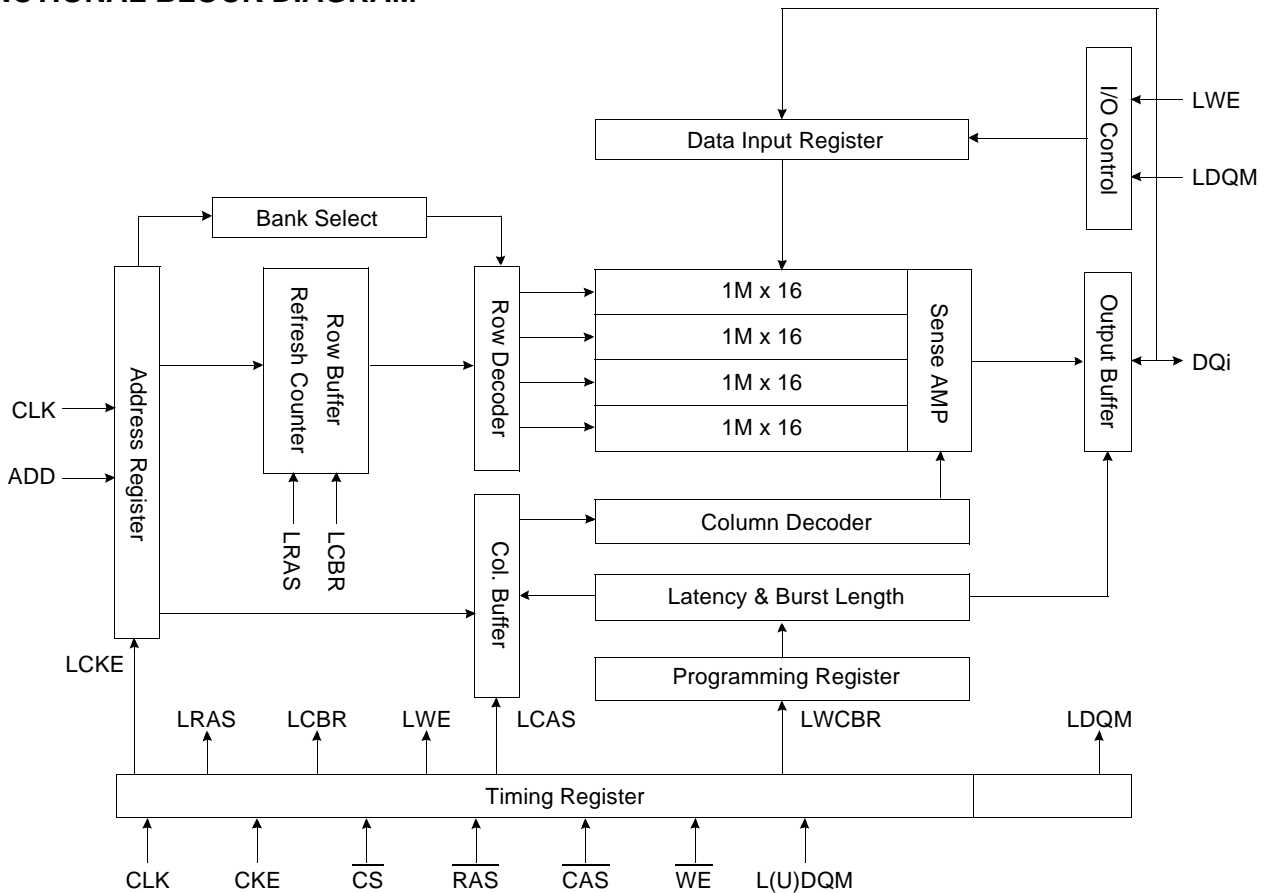 LWE
I/O Control
Data Input Register
LDQM
Bank Select
Address Register
Refresh Counter
Row Buffer
Row Decoder
1M x 16
1M x 16
1M x 16
1M x 16
Sense AMP
Output Buffer
DQi
CLK
ADD
LRAS
LCBR
Col. Buffer
Column Decoder
Latency & Burst Length
Programming Register
LCKE
LRAS
LCBR
LWE
LCAS
LWCBR
LDQM
Timing Register
CLK
CKE
CS
RAS
CAS
WE
L(U)DQM